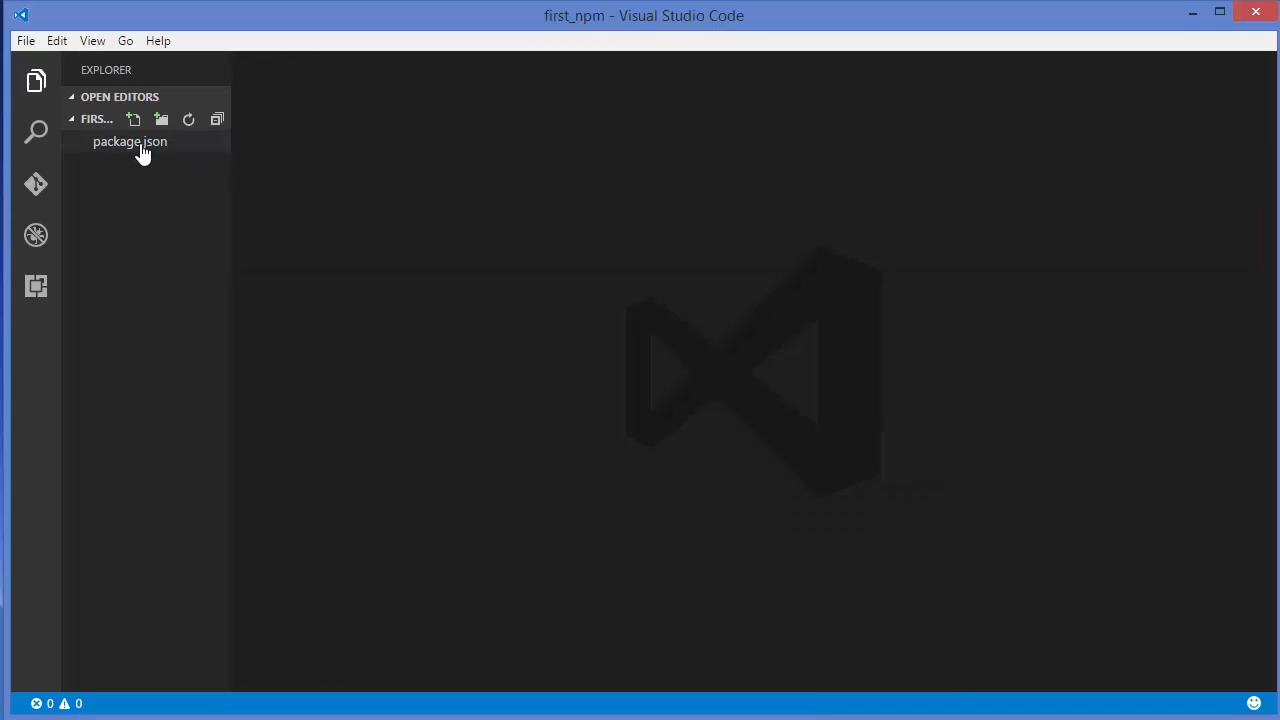 first_npm - Visual Studio Code
File Edit View Go Help
EXPLORER
OPEN EDITORS
FIRS...
package.json
0 0